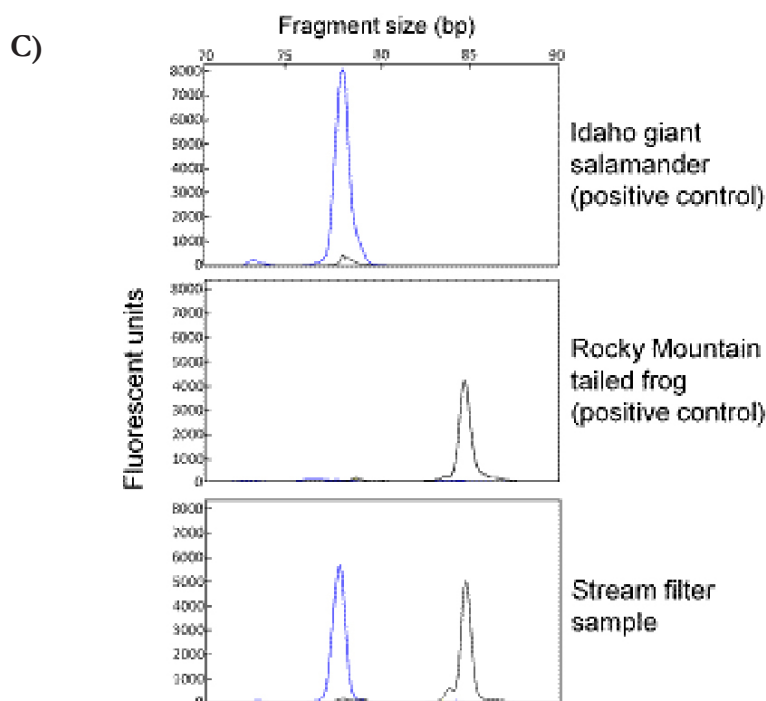 C)
Fragment size (bp)
70 75 80 85 90
8000
7000
6000
5000
4000
3000
2000
1000
0
Idaho giant
salamander
(positive control)
Fluorescent units
8000
7000
6000
5000
4000
3000
2000
1000
0
Rocky Mountain
tailed frog
(positive control)
8000
7000
6000
5000
4000
3000
2000
1000
0
Stream filter
sample